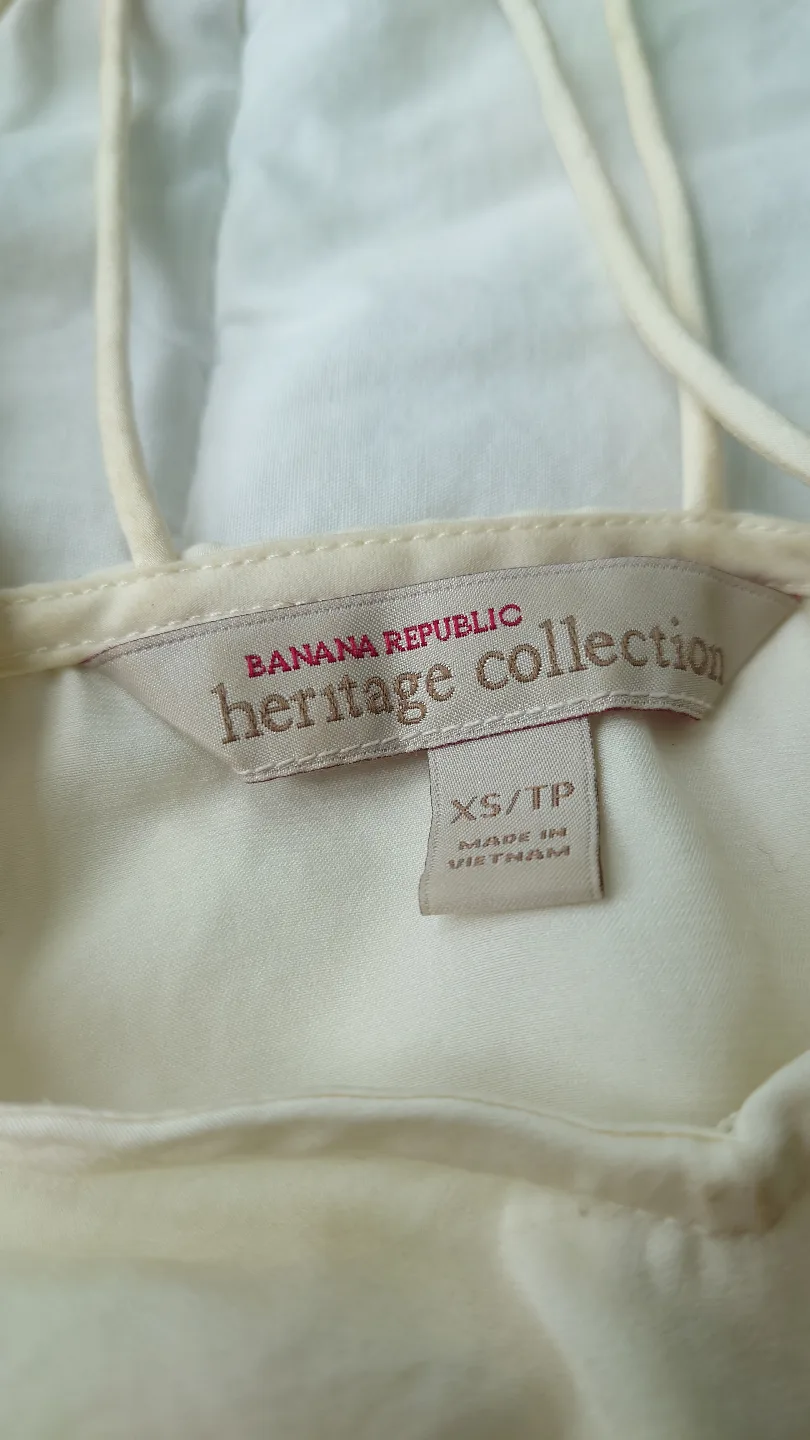 BANANA REPUBLIC
heritage collection
XS/TP
MADE IN
VIETNAM